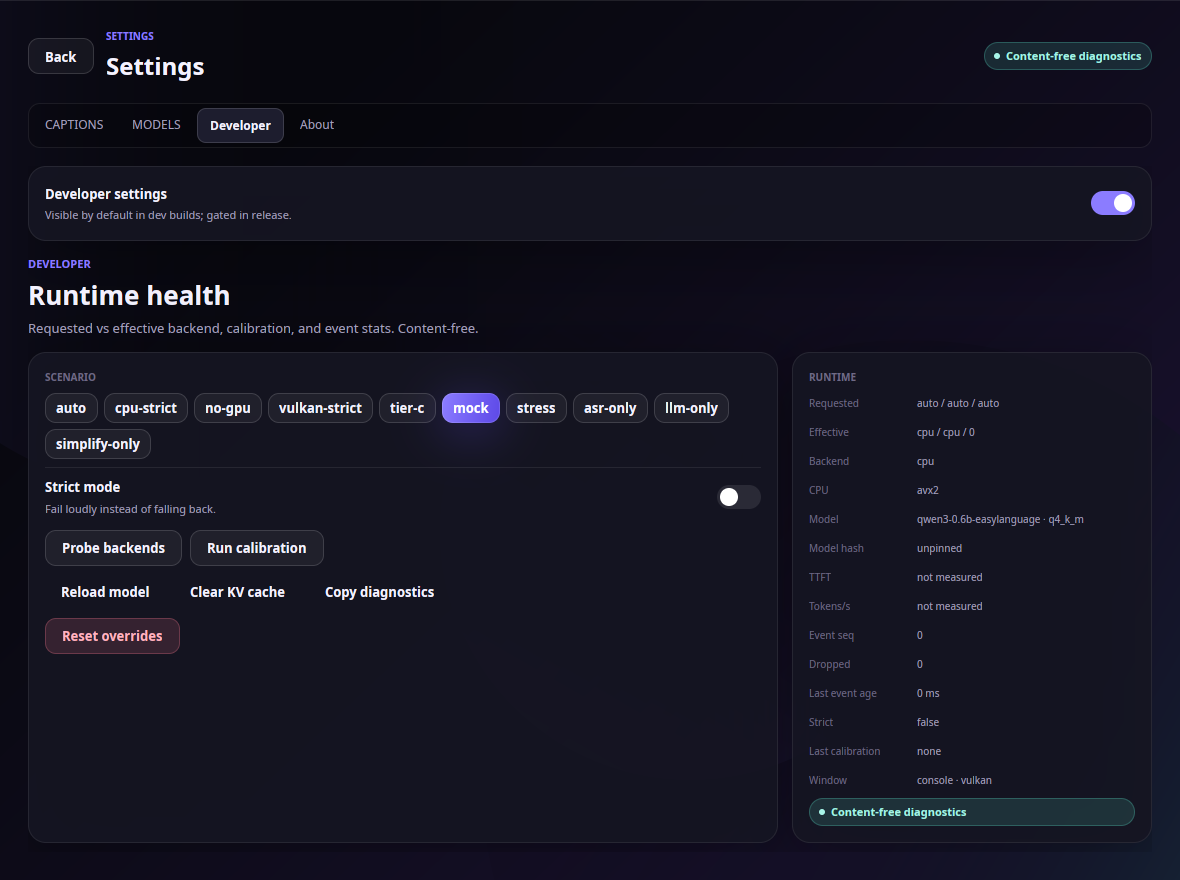 SETTINGS
Back
Settings
Content-free diagnostics
CAPTIONS MODELS Developer About
Developer settings
Visible by default in dev builds; gated in release.
DEVELOPER
Runtime health
Requested vs effective backend, calibration, and event stats. Content-free.
SCENARIO
auto cpu-strict no-gpu vulkan-strict tier-c mock stress asr-only llm-only
simplify-only
Strict mode
Fail loudly instead of falling back.
Probe backends Run calibration
Reload model Clear KV cache Copy diagnostics
Reset overrides
RUNTIME
Requested auto / auto / auto
Effective cpu / cpu / 0
Backend cpu
CPU avx2
Model qwen3-0.6b-easylanguage · q4_k_m
Model hash unpinned
TTFT not measured
Tokens/s not measured
Event seq 0
Dropped 0
Last event age 0 ms
Strict false
Last calibration none
Window console · vulkan
Content-free diagnostics